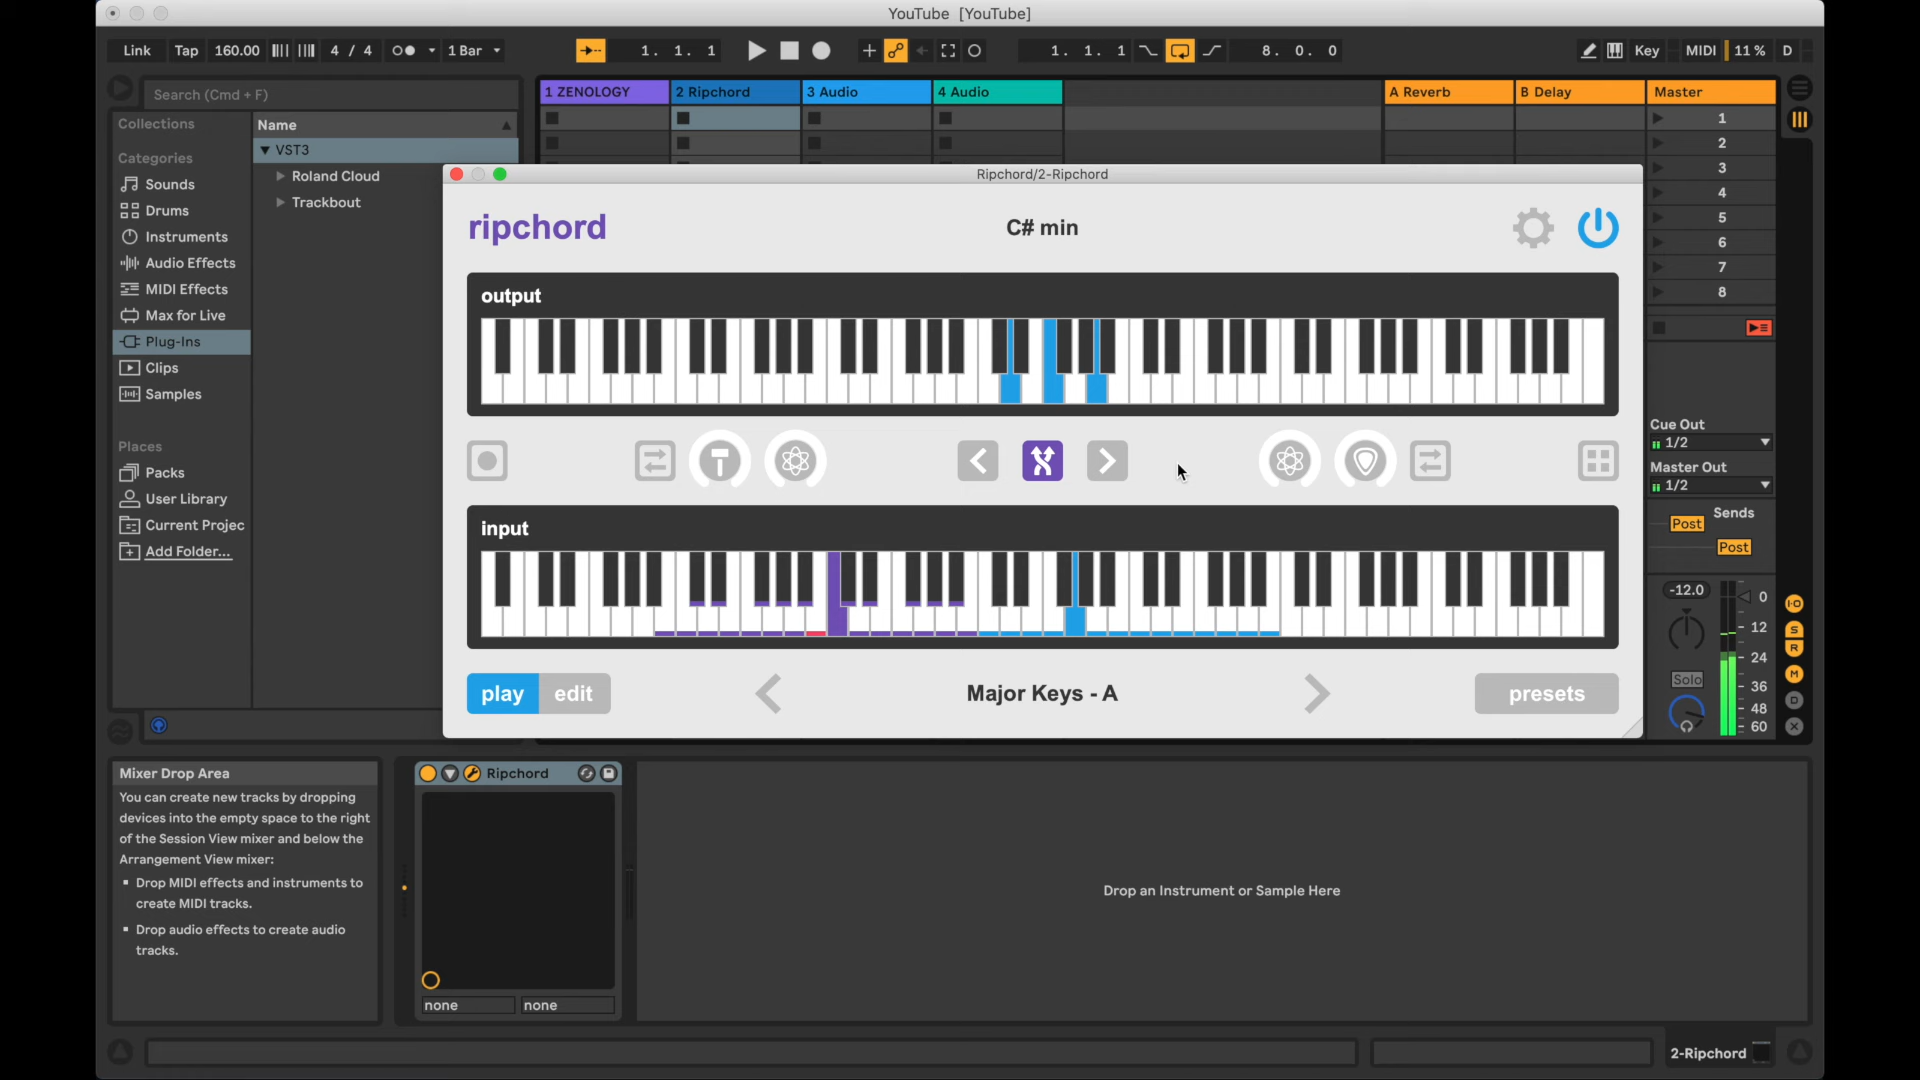 YouTube [YouTube]
Link Tap 160.00 4 / 4 1 Bar 1. 1. 1 1. 1. 1 8. 0. 0 Key MIDI 11 % D
Search (Cmd + F)
Collections
Categories
Sounds
Drums
Instruments
Audio Effects
MIDI Effects
Max for Live
Plug-Ins
Clips
Samples
Places
Packs
User Library
Current Projec
Add Folder...
Name
VST3
Roland Cloud
Trackbout
1 ZENOLOGY 2 Ripchord 3 Audio 4 Audio A Reverb B Delay Master
1
2
3
4
5
6
7
8
Ripchord/2-Ripchord
ripchord C# min
output
input
play edit Major Keys - A presets
Cue Out
1/2
Master Out
1/2
Sends
Post
Post
-12.0
0
12
24
36
48
60
Solo
I·O
S
R
M
D
X
Mixer Drop Area
You can create new tracks by dropping
devices into the empty space to the right
of the Session View mixer and below the
Arrangement View mixer:
Drop MIDI effects and instruments to
create MIDI tracks.
Drop audio effects to create audio
tracks.
Ripchord
none none
Drop an Instrument or Sample Here
2-Ripchord